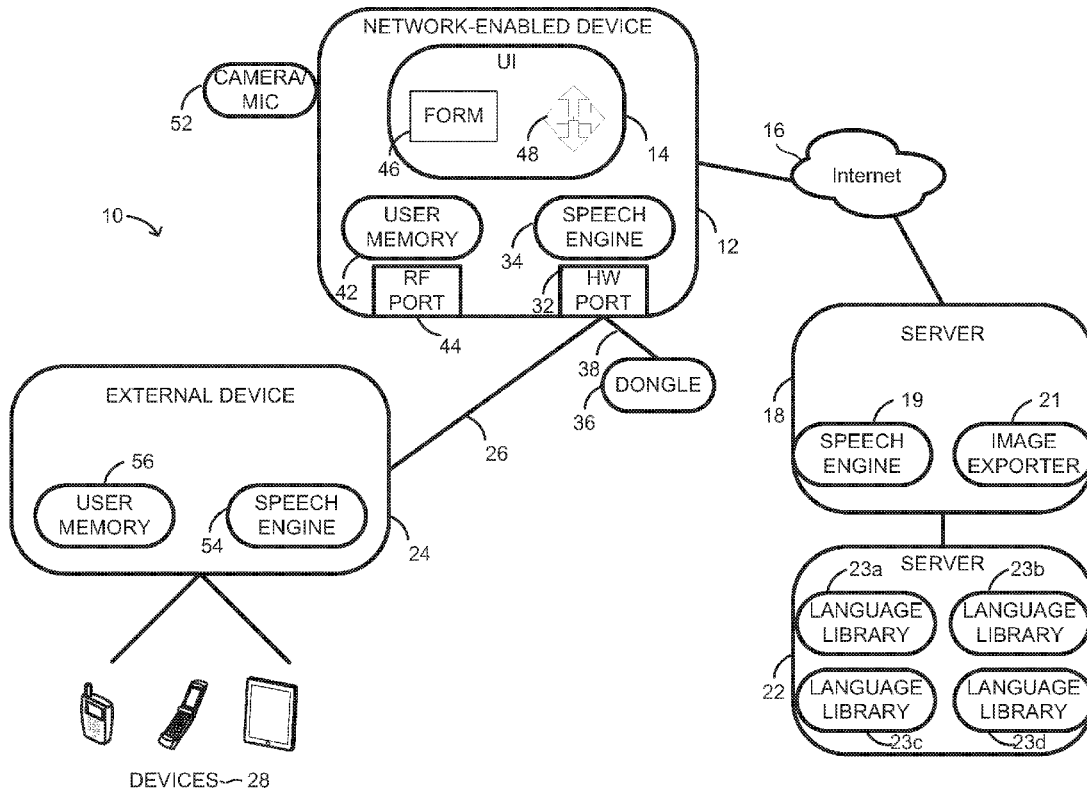 NETWORK-ENABLED DEVICE
UI
CAMERA/
MIC
52
FORM
46
48
14
16
Internet
10
USER
MEMORY
SPEECH
ENGINE
34
12
42
RF
PORT
32
HW
PORT
44
38
DONGLE
36
SERVER
EXTERNAL DEVICE
26
18
19
21
SPEECH
ENGINE
IMAGE
EXPORTER
56
USER
MEMORY
SPEECH
ENGINE
54
24
SERVER
23a
23b
LANGUAGE
LIBRARY
LANGUAGE
LIBRARY
22
LANGUAGE
LIBRARY
LANGUAGE
LIBRARY
23c
23d
DEVICES 28